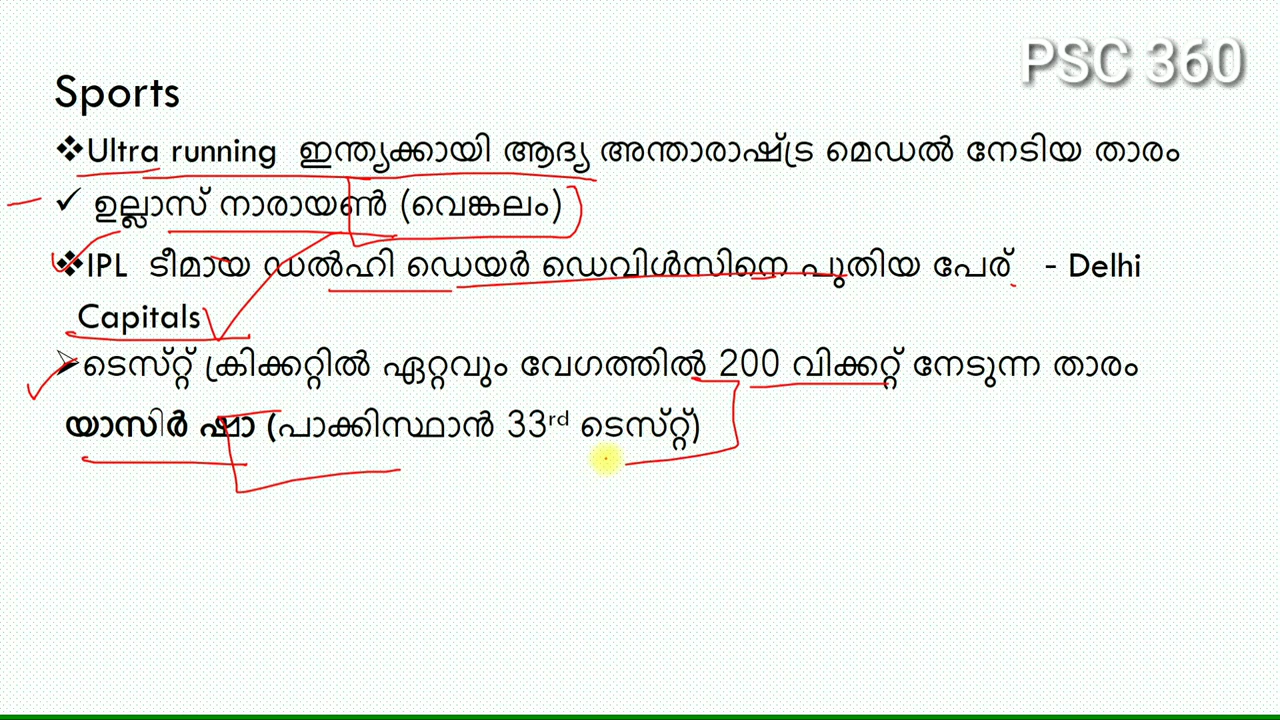 PSC 360
Sports
❖Ultra running ഇന്ത്യക്കായി ആദ്യ അന്താരാഷ്ട്ര മെഡൽ നേടിയ താരം
✓ ഉല്ലാസ് നാരായൺ (വെങ്കലം)
❖IPL ടീമായ ഡൽഹി ഡെയർ ഡെവിൾസിനെ പുതിയ പേര് - Delhi
Capitals
➢ടെസ്റ്റ് ക്രിക്കറ്റിൽ ഏറ്റവും വേഗത്തിൽ 200 വിക്കറ്റ് നേടുന്ന താരം
യാസിർ ഷാ (പാക്കിസ്ഥാൻ 33rd ടെസ്റ്റ്)